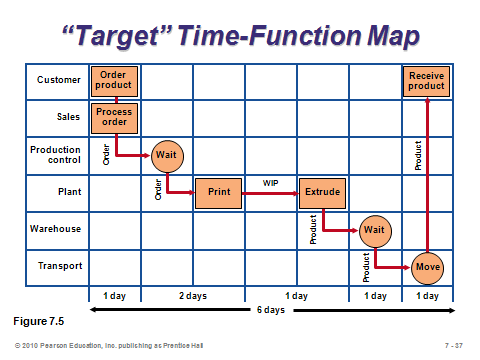 “Target” Time-Function Map
Customer
Order
product
Receive
product
Sales
Process
order
Production
control
Order
Wait
Product
Plant
Order
Print
WIP
Extrude
Warehouse
Product
Wait
Transport
Product
Move
1 day
2 days
1 day
1 day
1 day
6 days
Figure 7.5
© 2010 Pearson Education, Inc. publishing as Prentice Hall
7 - 37